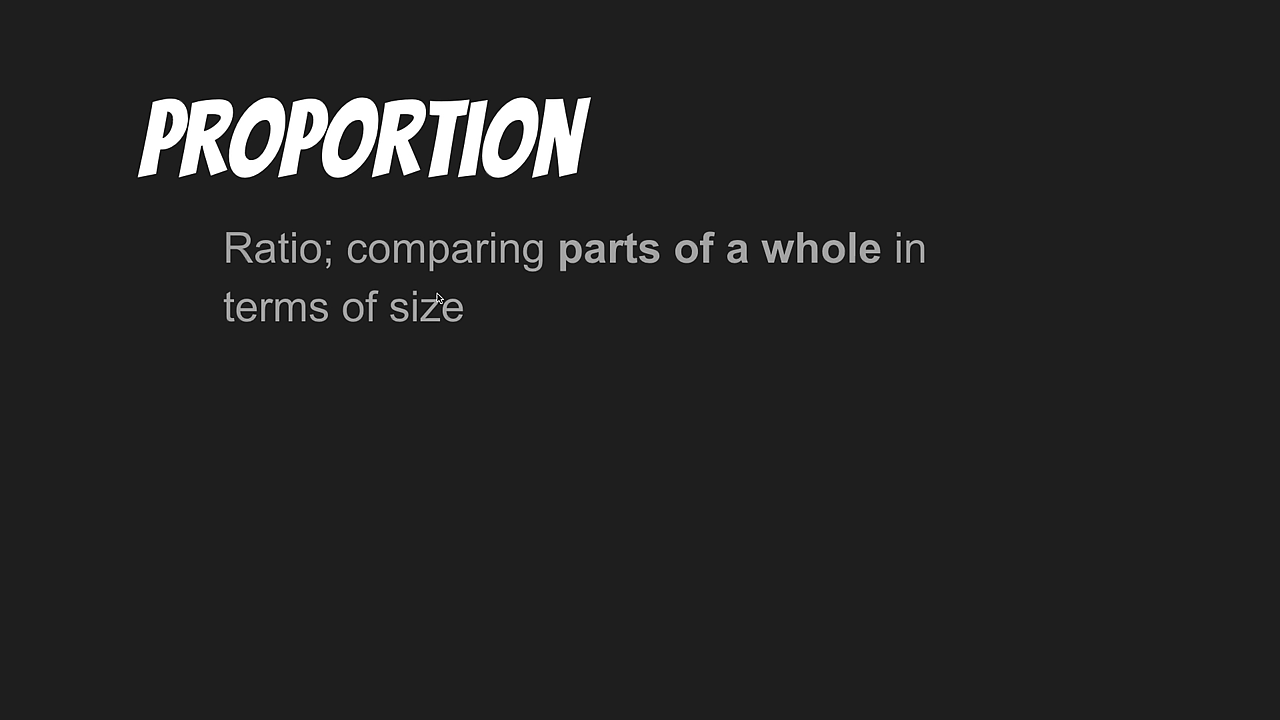 PROPORTION
Ratio; comparing parts of a whole in
terms of size